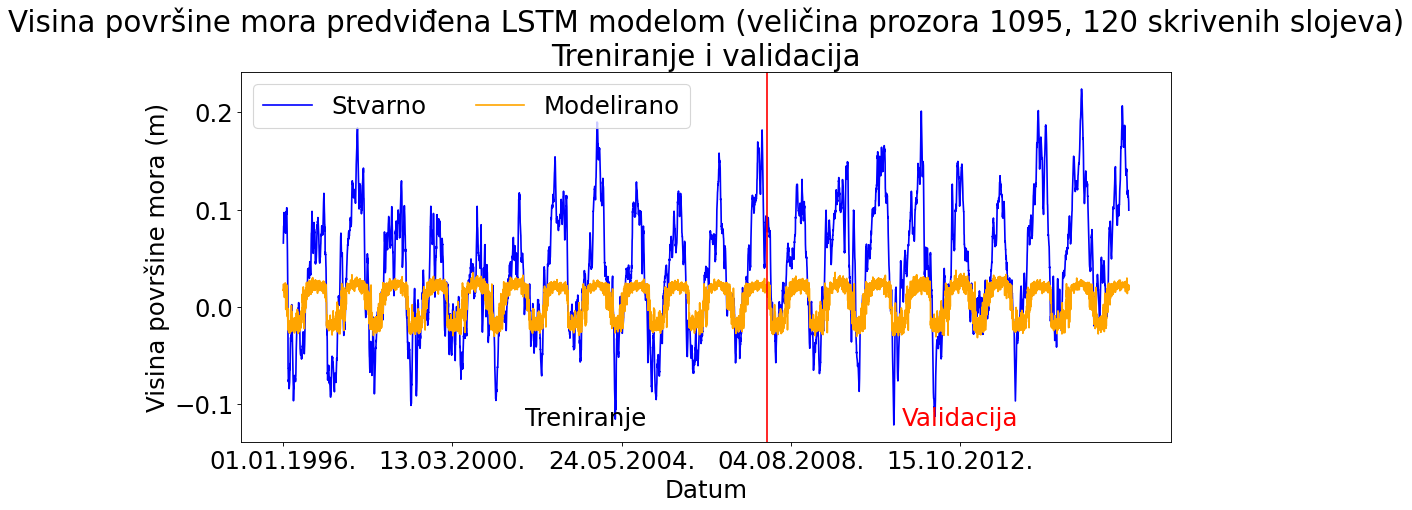 Visina površine mora predviđena LSTM modelom (veličina prozora 1095, 120 skrivenih slojeva)
Treniranje i validacija
Stvarno
Modelirano
Visina površine mora (m)
0.2
0.1
0.0
−0.1
Treniranje
Validacija
01.01.1996.
13.03.2000.
24.05.2004.
04.08.2008.
15.10.2012.
Datum